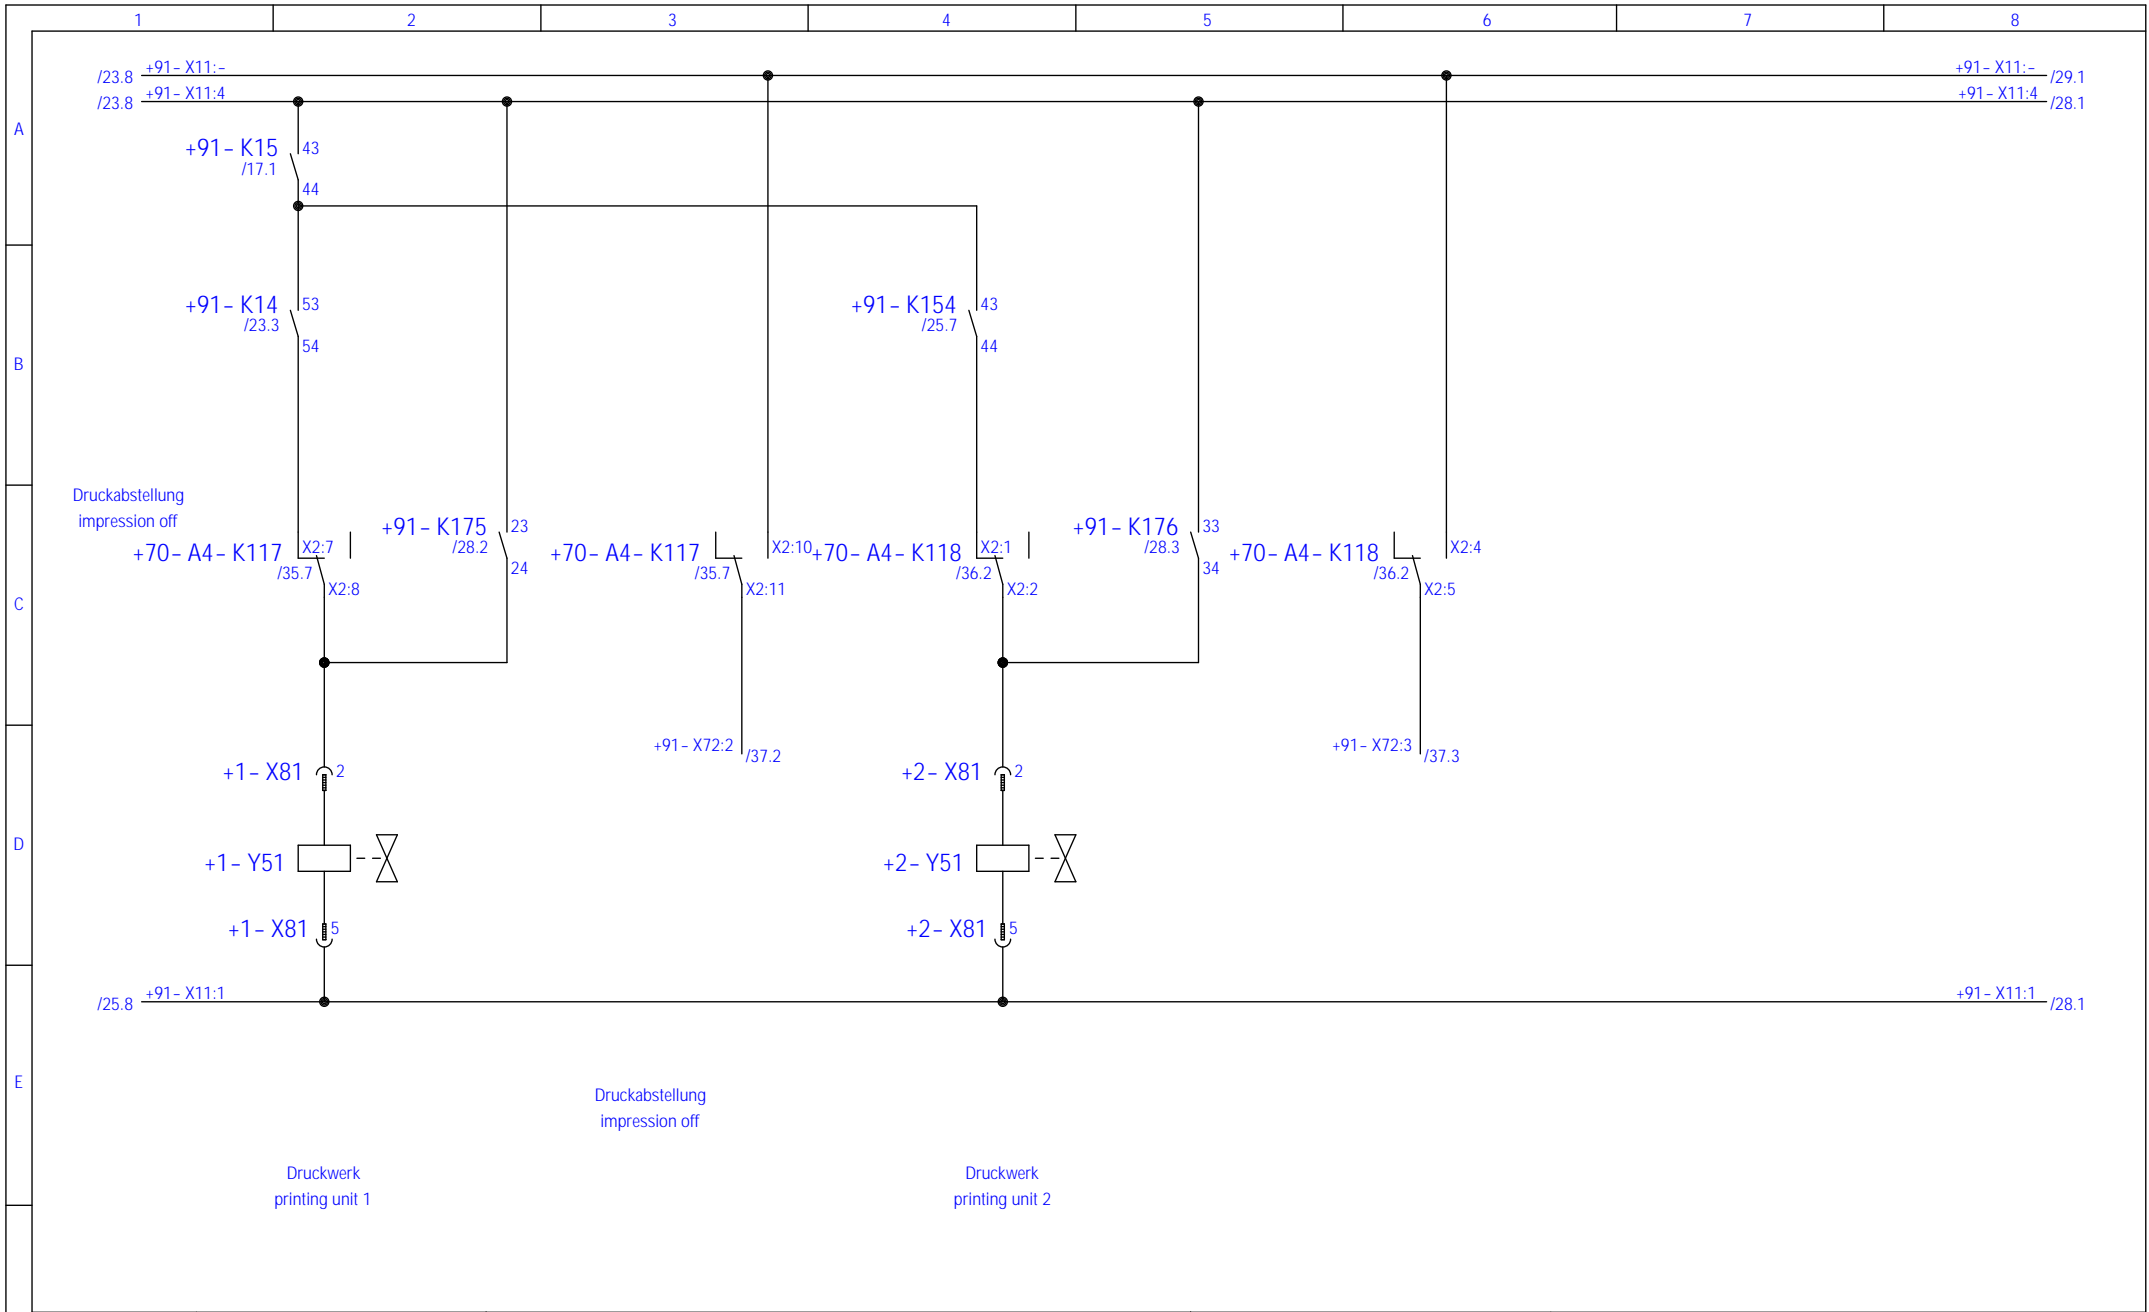 1 2 3 4 5 6 7 8
/23.8 +91-X11:- +91-X11:- /29.1
/23.8 +91-X11:4 +91-X11:4 /28.1
A
+91-K15 43
/17.1
44
+91-K14 53
/23.3
54
+91-K154 43
/25.7
44
B
Druckabstellung
impression off
+70-A4-K117 X2:7
/35.7
X2:8
+91-K175 23
/28.2
24
+70-A4-K117 X2:10
/35.7
X2:11
+70-A4-K118 X2:1
/36.2
X2:2
+91-K176 33
/28.3
34
+70-A4-K118 X2:4
/36.2
X2:5
C
+91-X72:2 /37.2
+91-X72:3 /37.3
+1-X81 2
+2-X81 2
D
+1-Y51
+2-Y51
+1-X81 5
+2-X81 5
/25.8 +91-X11:1 +91-X11:1 /28.1
E
Druckabstellung
impression off
Druckwerk
printing unit 1
Druckwerk
printing unit 2